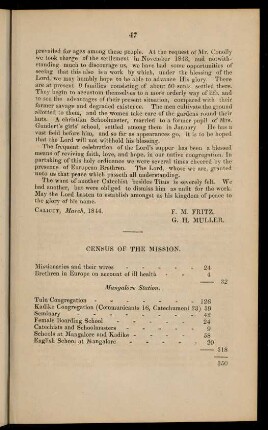 47
prevailed for ages among these people. At the request of Mr. Conolly
we took charge of the settlement in November 1843, and notwith-
standing much to discourage us, we have had some opportunities of
seeing that this also is a work by which, under the blessing of the
Lord, we may humbly hope to be able to advance His glory. There
are at present 9 families consisting of about 60 souls settled there.
They begin to accustom themselves to a more orderly way of life, and
to see the advantages of their present situation, compared with their
former savage and degraded existence. The men cultivate the ground
allotted to them, and the women take care of the gardens round their
huts. A christian Schoolmaster, married to a former pupil of Mrs.
Gundert's girls' school, settled among them in January. He has a
vast field before him, and as far as appearances go, it is to be hoped
that the Lord will not withhold his blessing.
The frequent celebration of the Lord's supper has been a blessed
means of reviving faith, love, and hope, in our native congregation. In
partaking of this holy ordinance we were several times cheered by the
presence of European Brethren. The Lord, whose we are, granted
unto us that peace which passeth all understanding.
The want of another Catechist besides Titus is severely felt. We
had another, but were obliged to dismiss him as unfit for the work.
May the Lord hasten to establish amongst us his kingdom of peace to
the glory of his name.
CALICUT, March, 1844. F. M. FRITZ.
G. H. MULLER.
CENSUS OF THE MISSION.
Missionaries and their wives - - - - 24
Brethren in Europe on account of ill health - - 4
32
Mangalore Station.
Tulu Congregation - - - - - 126
Kadike Congregation (Communicants 16, Catechumens 23) 39
Seminary - - - - -
Female Boarding School - - - - 24
Catechists and Schoolmasters - - - 9
Schools at Mangalore and Kadike - - - 58
English School at Mangalore - - - 20
318
350